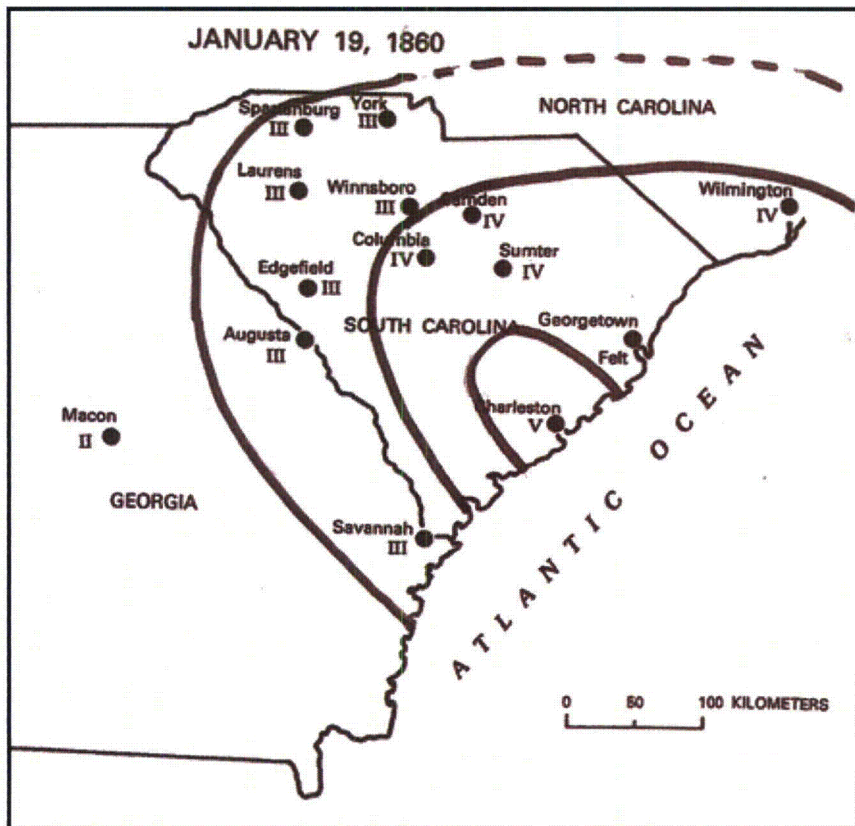 JANUARY 19, 1860
NORTH CAROLINA
Spartanburg
III
York
III
Laurens
III
Winnsboro
III
Camden
IV
Wilmington
IV
Columbia
IV
Sumter
IV
Edgefield
III
SOUTH CAROLINA
Georgetown
Felt
Augusta
III
Macon
II
Charleston
V
GEORGIA
Savannah
III
ATLANTIC OCEAN
0 50 100 KILOMETERS